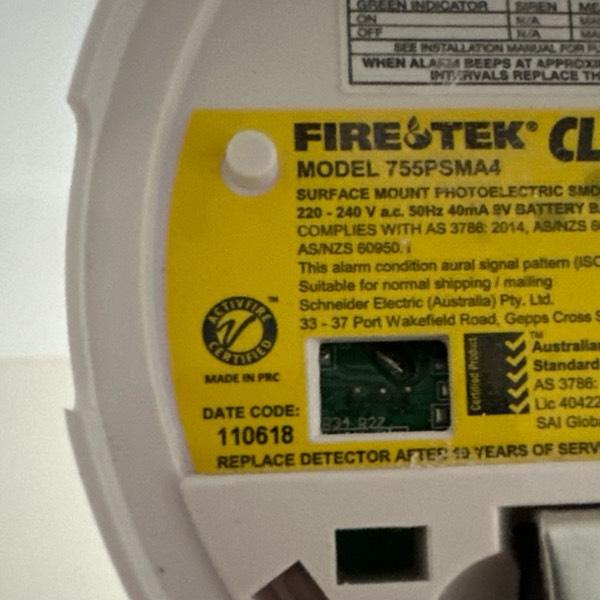 GREEN INDICATOR SIREN
ON N/A
OFF N/A
SEE INSTALLATION MANUAL FOR
WHEN ALARM BEEPS AT
INTERVALS REPLACE
FIRETEK® CL
MODEL 755PSMA4
SURFACE MOUNT PHOTOELECTRIC
220 - 240 V a.c. 50Hz 40mA 9V BATTERY
COMPLIES WITH AS 3786: 2014, AS/NZS
AS/NZS 60950.1
This alarm condition aural signal pattern (ISO
Suitable for normal shipping / mailing
Schneider Electric (Australia) Pty. Ltd.
33 - 37 Port Wakefield Road, Gepps Cross
ACTIVFIRE
CERTIFIED
™
MADE IN PRC
DATE CODE:
110618
Certified Product
™
Australian
Standard
AS 3786:
Lic 40422
SAI Global
REPLACE DETECTOR AFTER 10 YEARS OF